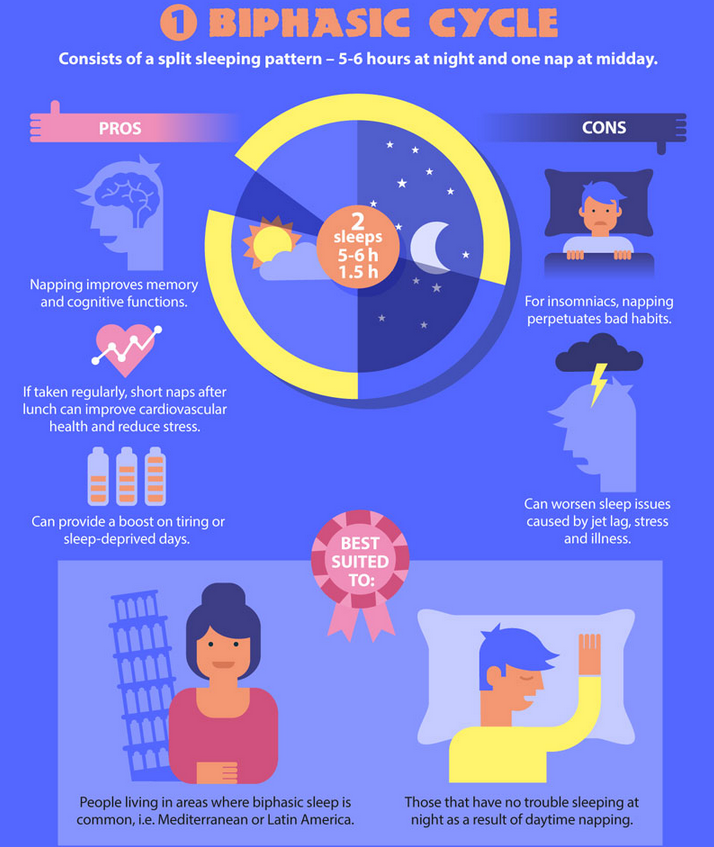 1 BIPHASIC CYCLE
Consists of a split sleeping pattern – 5-6 hours at night and one nap at midday.
PROS
Napping improves memory
and cognitive functions.
If taken regularly, short naps after
lunch can improve cardiovascular
health and reduce stress.
Can provide a boost on tiring or
sleep-deprived days.
2
sleeps
5-6 h
1.5 h
CONS
For insomniacs, napping
perpetuates bad habits.
Can worsen sleep issues
caused by jet lag, stress
and illness.
BEST
SUITED
TO:
People living in areas where biphasic sleep is
common, i.e. Mediterranean or Latin America.
Those that have no trouble sleeping at
night as a result of daytime napping.